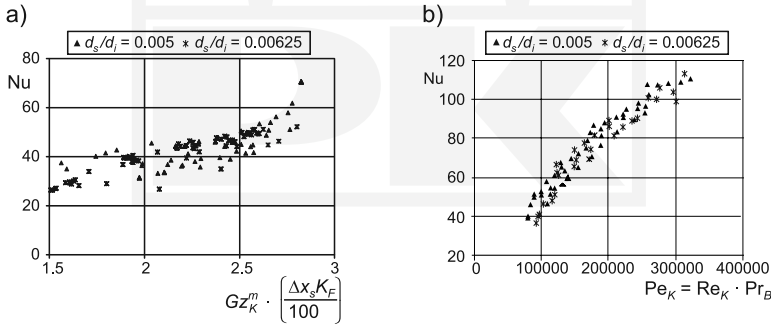 a)
▲ d_s/d_i = 0.005 ✶ d_s/d_i = 0.00625
80
Nu
60
40
20
0
1.5 2 2.5 3
Gz_K^m · (Δx_s K_F / 100)
b)
▲ d_s/d_i = 0.005 ✶ d_s/d_i = 0.00625
120
Nu
100
80
60
40
20
0 100000 200000 300000 400000
Pe_K = Re_K · Pr_B